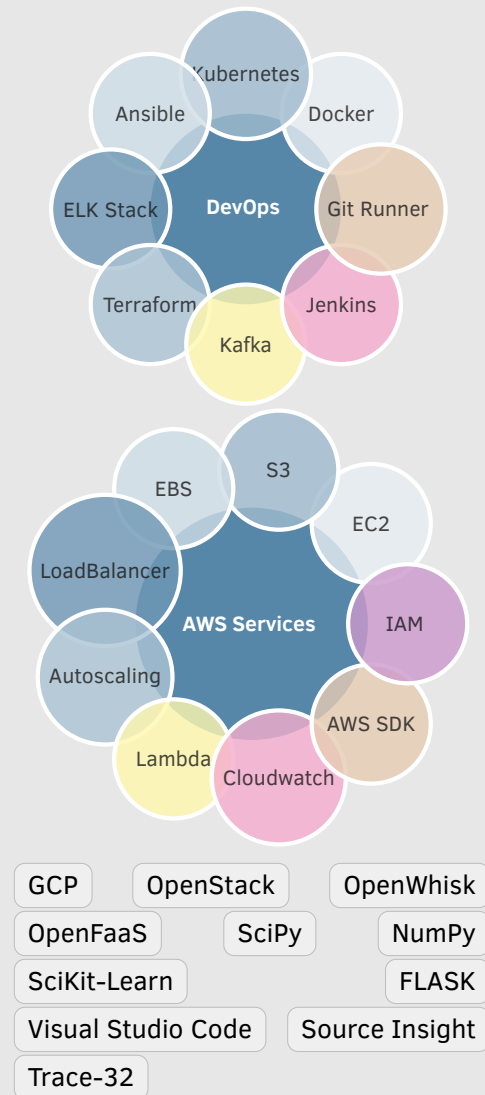 Kubernetes
Ansible
Docker
ELK Stack
DevOps
Git Runner
Terraform
Jenkins
Kafka
S3
EBS
EC2
LoadBalancer
AWS Services
IAM
Autoscaling
AWS SDK
Lambda
Cloudwatch
GCP OpenStack OpenWhisk
OpenFaaS SciPy NumPy
SciKit-Learn FLASK
Visual Studio Code Source Insight
Trace-32